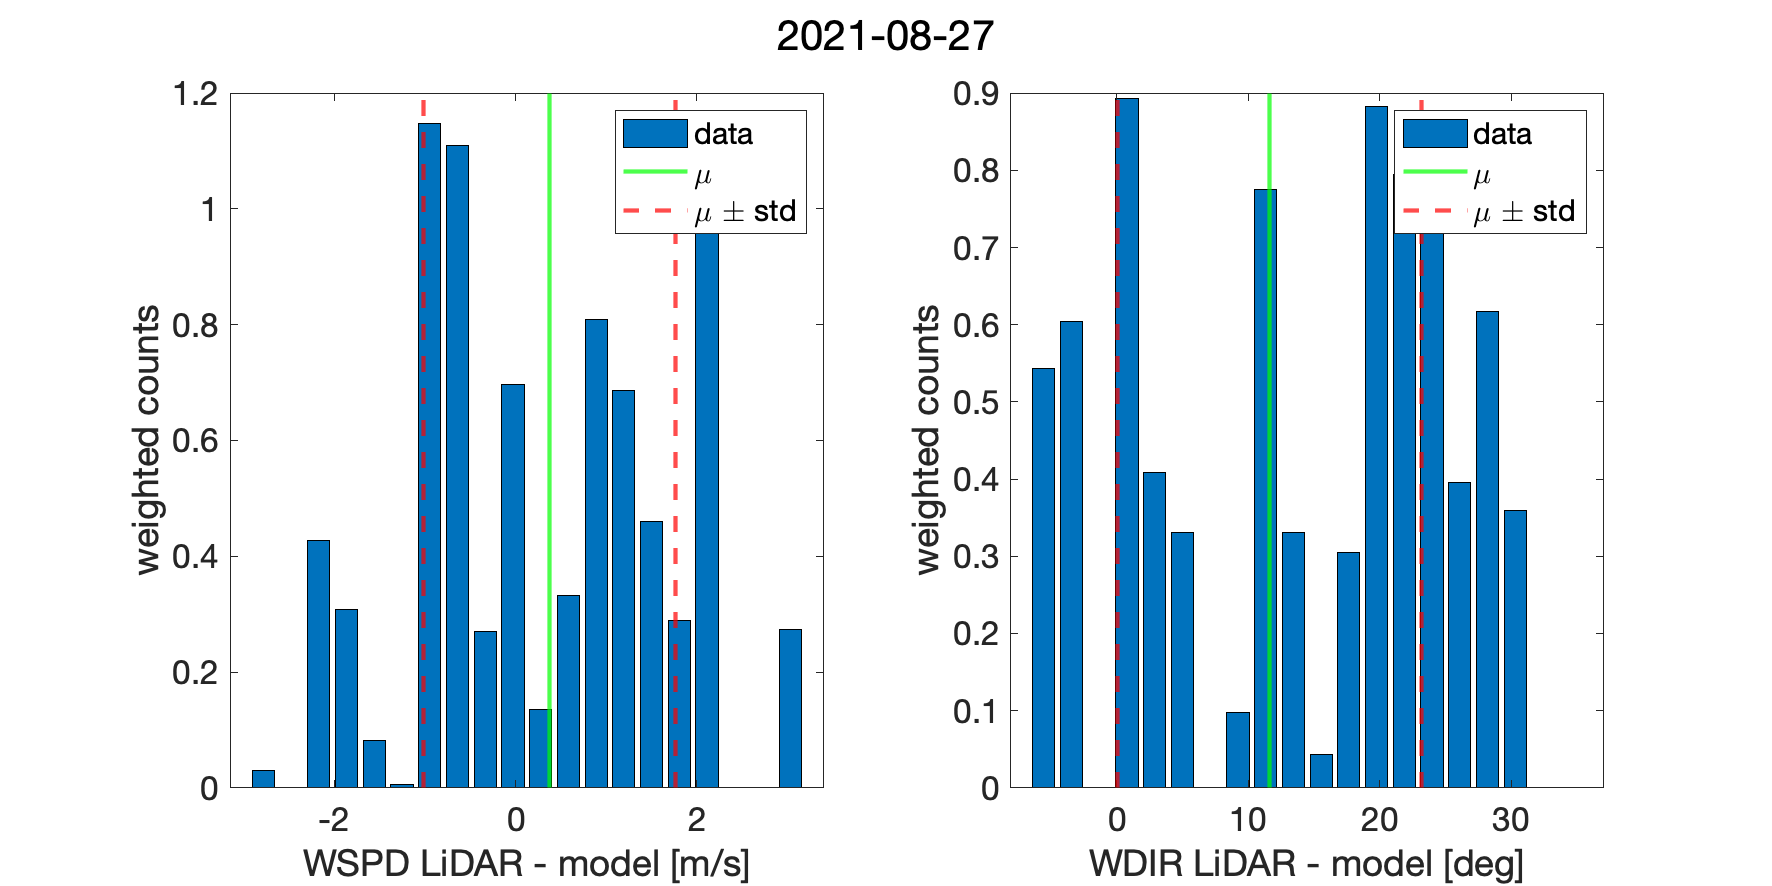 2021-08-27
1.2
1
0.8
0.6
0.4
0.2
0
weighted counts
-2
0
2
WSPD LiDAR - model [m/s]
data
μ
μ ± std
0.9
0.8
0.7
0.6
0.5
0.4
0.3
0.2
0.1
0
weighted counts
0
10
20
30
WDIR LiDAR - model [deg]
data
μ
μ ± std